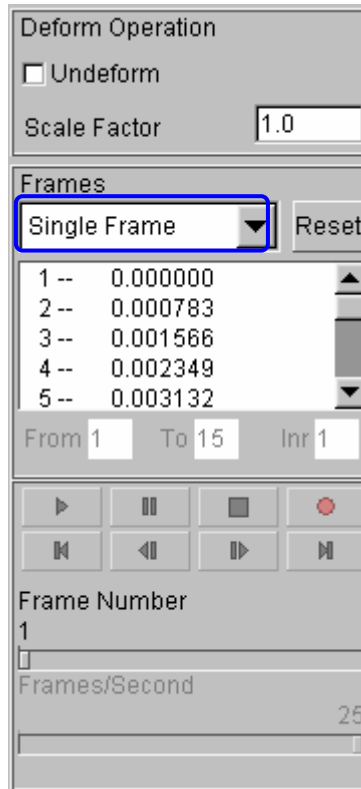 Deform Operation
Undeform
Scale Factor 1.0
Frames
Single Frame Reset
1 -- 0.000000
2 -- 0.000783
3 -- 0.001566
4 -- 0.002349
5 -- 0.003132
From 1 To 15 Inr 1
Frame Number
1
Frames/Second
25